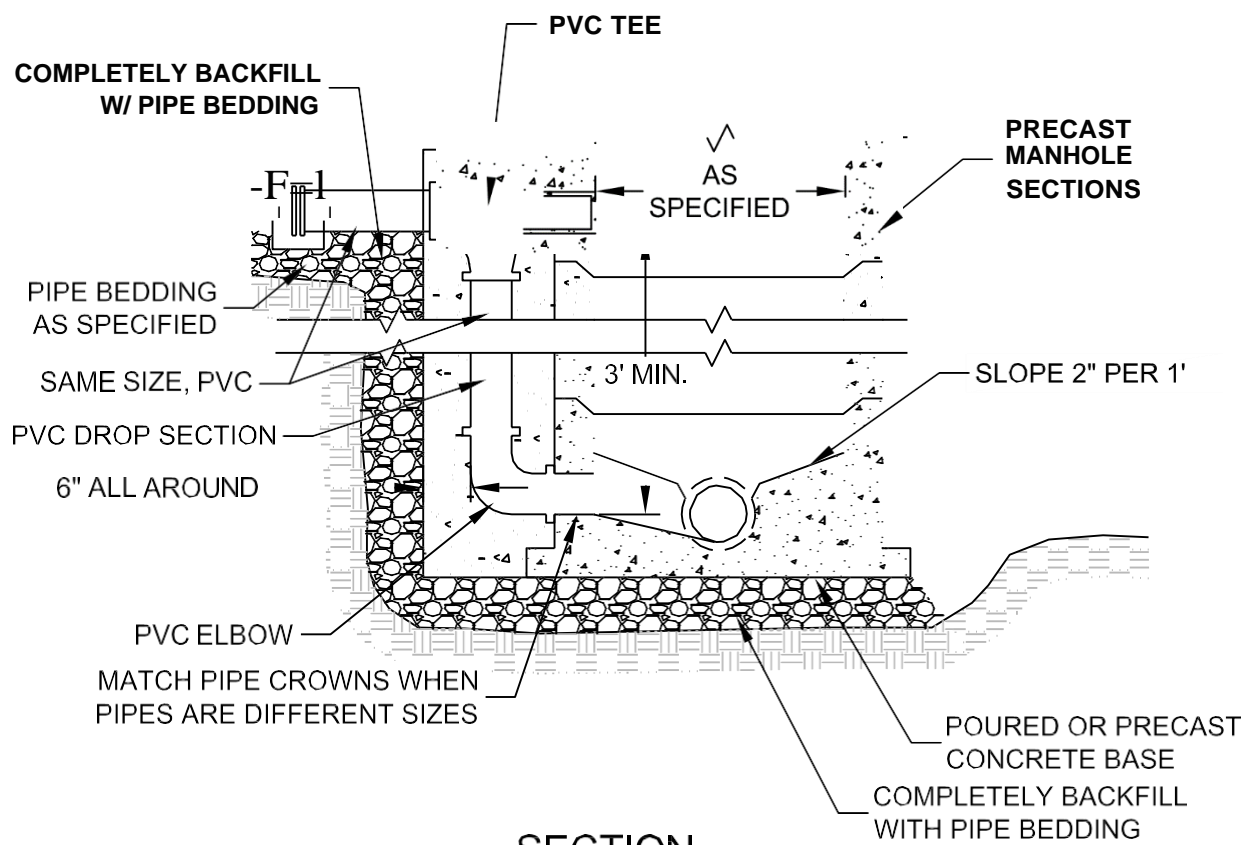 PVC TEE
COMPLETELY BACKFILL
W/ PIPE BEDDING
PRECAST
MANHOLE
SECTIONS
AS
SPECIFIED
-F 1
PIPE BEDDING
AS SPECIFIED
SAME SIZE, PVC
3' MIN.
SLOPE 2" PER 1'
PVC DROP SECTION
6" ALL AROUND
PVC ELBOW
MATCH PIPE CROWNS WHEN
PIPES ARE DIFFERENT SIZES
POURED OR PRECAST
CONCRETE BASE
COMPLETELY BACKFILL
WITH PIPE BEDDING
SECTION